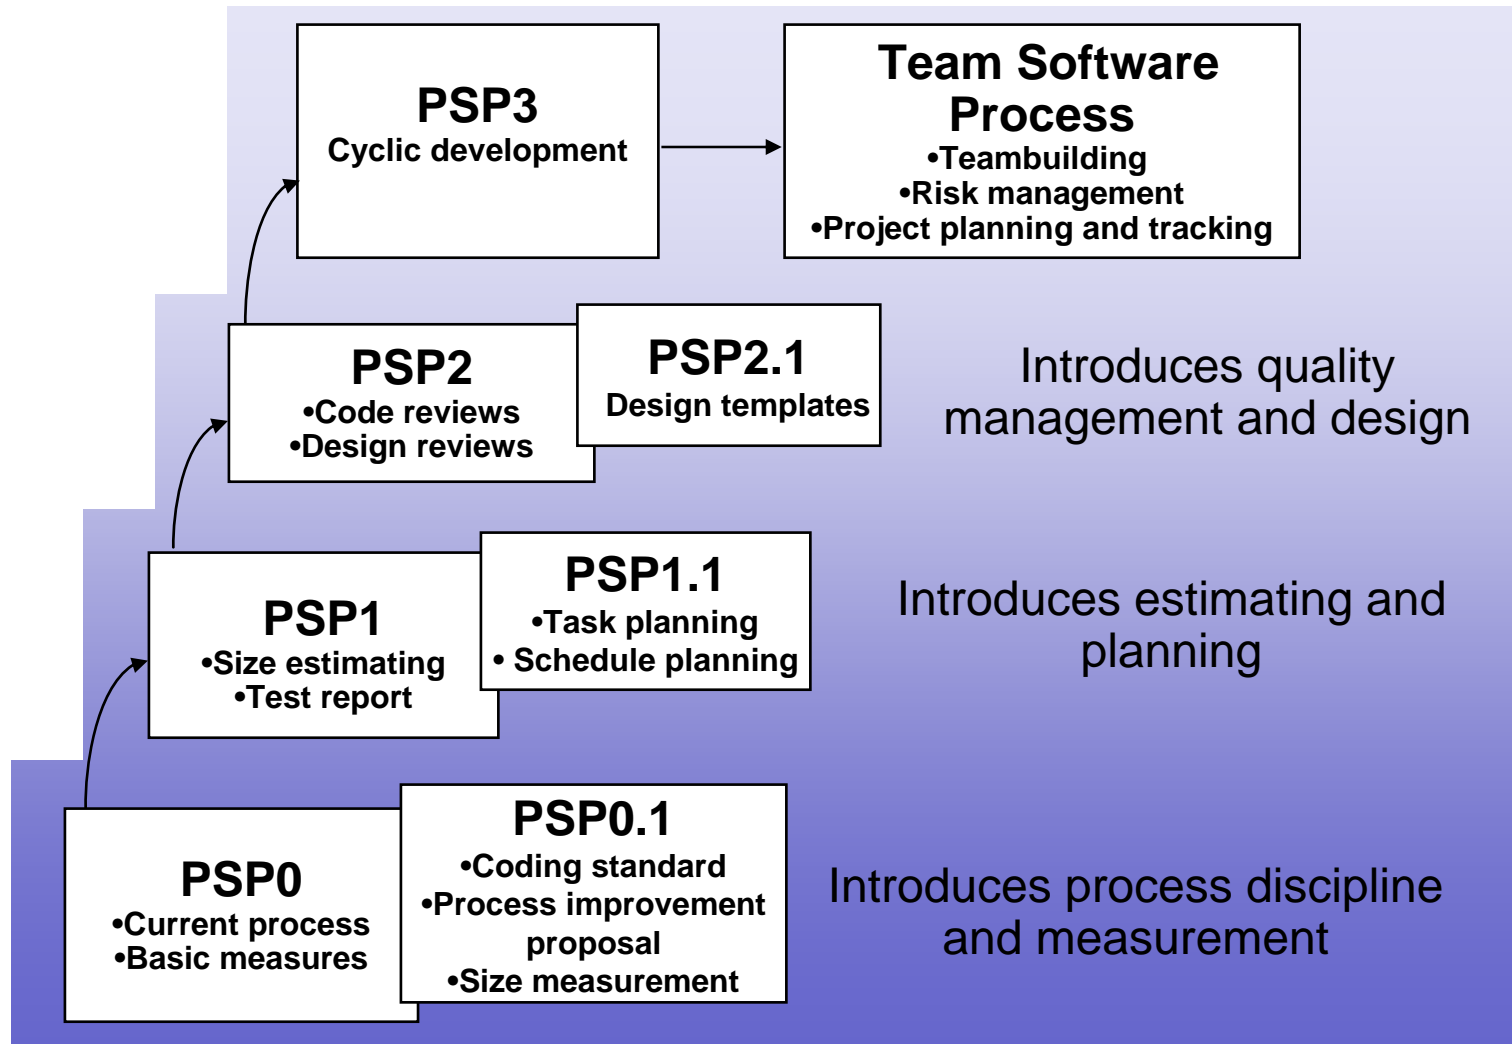 PSP3
Cyclic development
Team Software
Process
•Teambuilding
•Risk management
•Project planning and tracking
PSP2
•Code reviews
•Design reviews
PSP2.1
Design templates
Introduces quality
management and design
PSP1
•Size estimating
•Test report
PSP1.1
•Task planning
• Schedule planning
Introduces estimating and
planning
PSP0
•Current process
•Basic measures
PSP0.1
•Coding standard
•Process improvement
proposal
•Size measurement
Introduces process discipline
and measurement